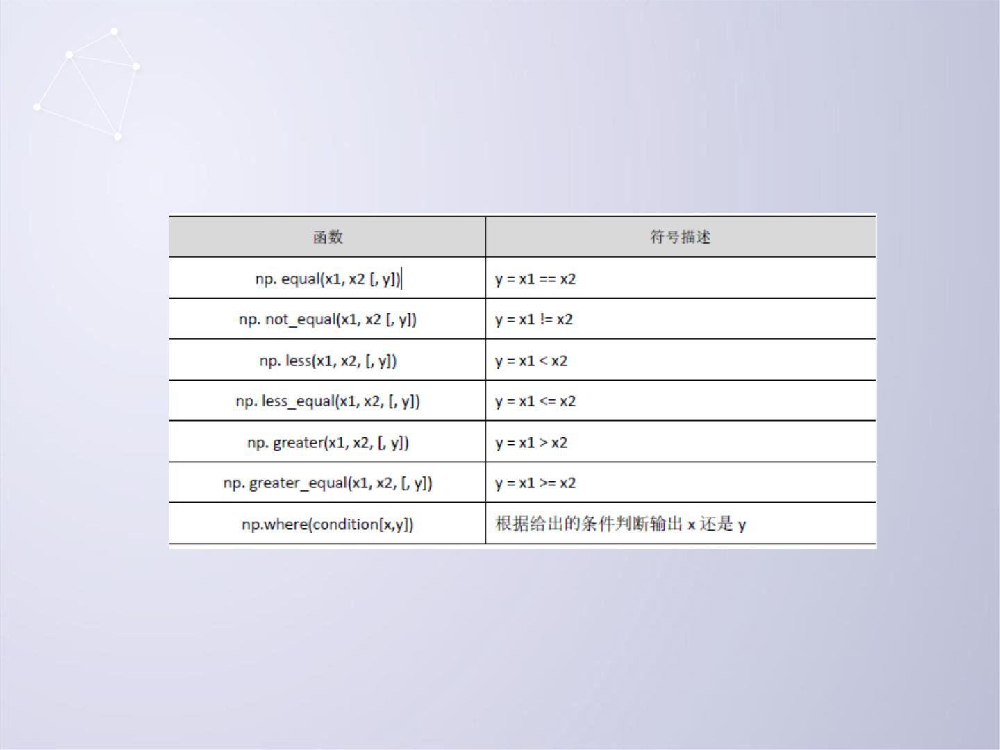 函数 符号描述
np. equal(x1, x2 [, y]) y = x1 == x2
np. not_equal(x1, x2 [, y]) y = x1 != x2
np. less(x1, x2, [, y]) y = x1 < x2
np. less_equal(x1, x2, [, y]) y = x1 <= x2
np. greater(x1, x2, [, y]) y = x1 > x2
np. greater_equal(x1, x2, [, y]) y = x1 >= x2
np.where(condition[x,y]) 根据给出的条件判断输出 x 还是 y